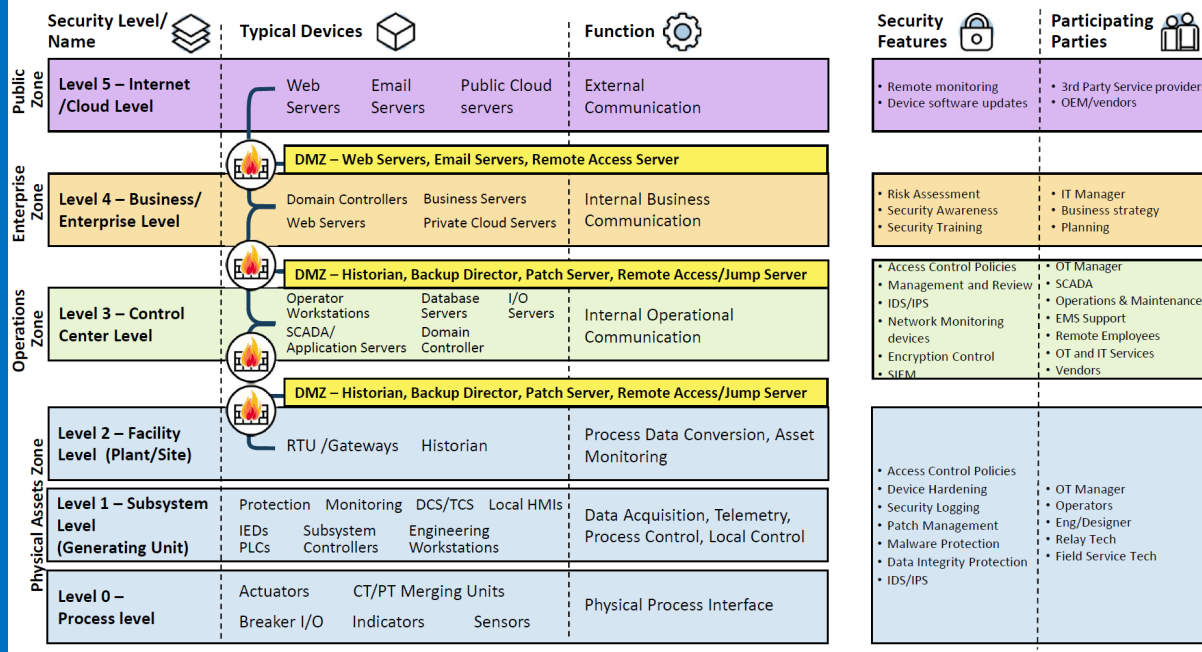 Security Level/
Name
Typical Devices
Function
Security
Features
Participating
Parties
Public
Zone
Level 5 – Internet
/Cloud Level
Web
Servers
Email
Servers
Public Cloud
servers
External
Communication
• Remote monitoring
• Device software updates
• 3rd Party Service provider
• OEM/vendors
DMZ – Web Servers, Email Servers, Remote Access Server
Enterprise
Zone
Level 4 – Business/
Enterprise Level
Domain Controllers
Business Servers
Web Servers
Private Cloud Servers
Internal Business
Communication
• Risk Assessment
• Security Awareness
• Security Training
• IT Manager
• Business strategy
• Planning
DMZ – Historian, Backup Director, Patch Server, Remote Access/Jump Server
Operations
Zone
Level 3 – Control
Center Level
Operator
Workstations
Database
Servers
I/O
Servers
SCADA/
Application Servers
Domain
Controller
Internal Operational
Communication
• Access Control Policies
• Management and Review
• IDS/IPS
• Network Monitoring
devices
• Encryption Control
• SIEM
• OT Manager
• SCADA
• Operations & Maintenance
• EMS Support
• Remote Employees
• OT and IT Services
• Vendors
DMZ – Historian, Backup Director, Patch Server, Remote Access/Jump Server
Physical Assets Zone
Level 2 – Facility
Level (Plant/Site)
RTU /Gateways
Historian
Process Data Conversion, Asset
Monitoring
Level 1 – Subsystem
Level
(Generating Unit)
Protection
Monitoring
DCS/TCS
Local HMIs
IEDs
PLCs
Subsystem
Controllers
Engineering
Workstations
Data Acquisition, Telemetry,
Process Control, Local Control
Level 0 –
Process level
Actuators
CT/PT Merging Units
Breaker I/O
Indicators
Sensors
Physical Process Interface
• Access Control Policies
• Device Hardening
• Security Logging
• Patch Management
• Malware Protection
• Data Integrity Protection
• IDS/IPS
• OT Manager
• Operators
• Eng/Designer
• Relay Tech
• Field Service Tech